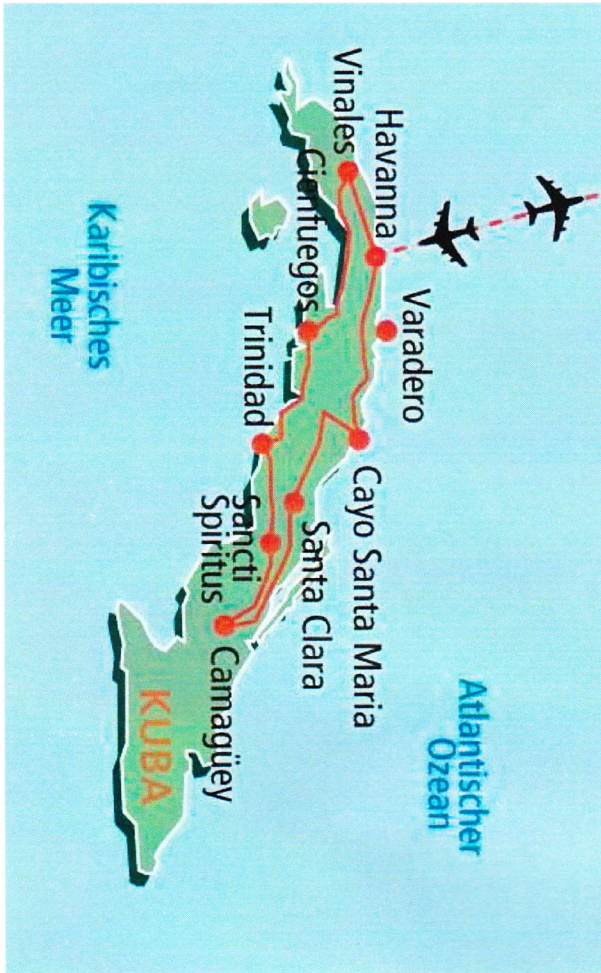 Havanna
Vinales
Varadero
Cienfuegos
Trinidad
Cayo Santa Maria
Santa Clara
Sancti
Spiritus
Camagüey
KUBA
Atlantischer
Ozean
Karibisches
Meer